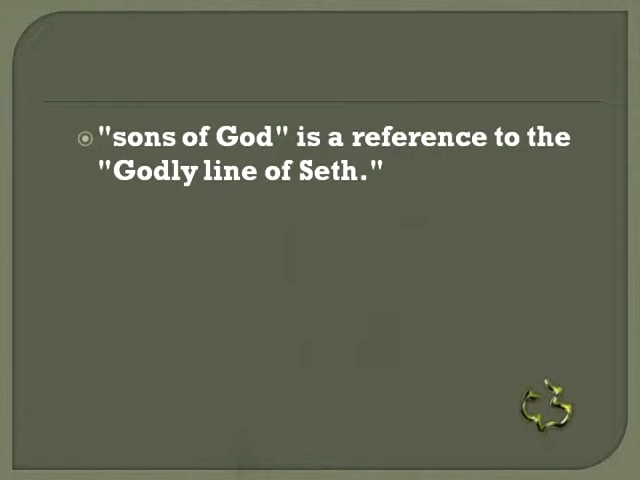 "sons of God" is a reference to the
"Godly line of Seth."